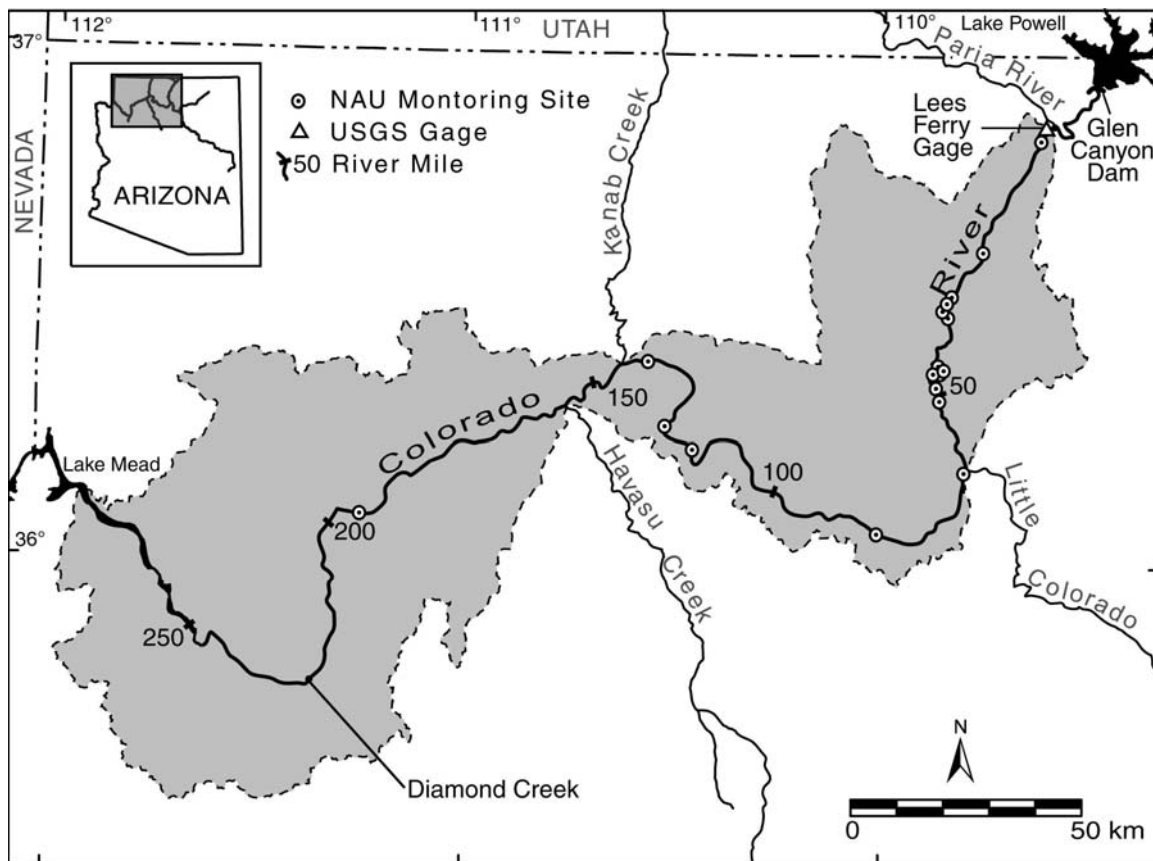 112°
111°
110°
37°
UTAH
Lake Powell
Paria River
NEVADA
ARIZONA
NAU Montoring Site
USGS Gage
50 River Mile
Kanab Creek
Lees
Ferry
Gage
Glen
Canyon
Dam
River
50
150
Colorado
Lake Mead
100
Havasu Creek
Little
Colorado
200
36°
250
Diamond Creek
N
0 50 km